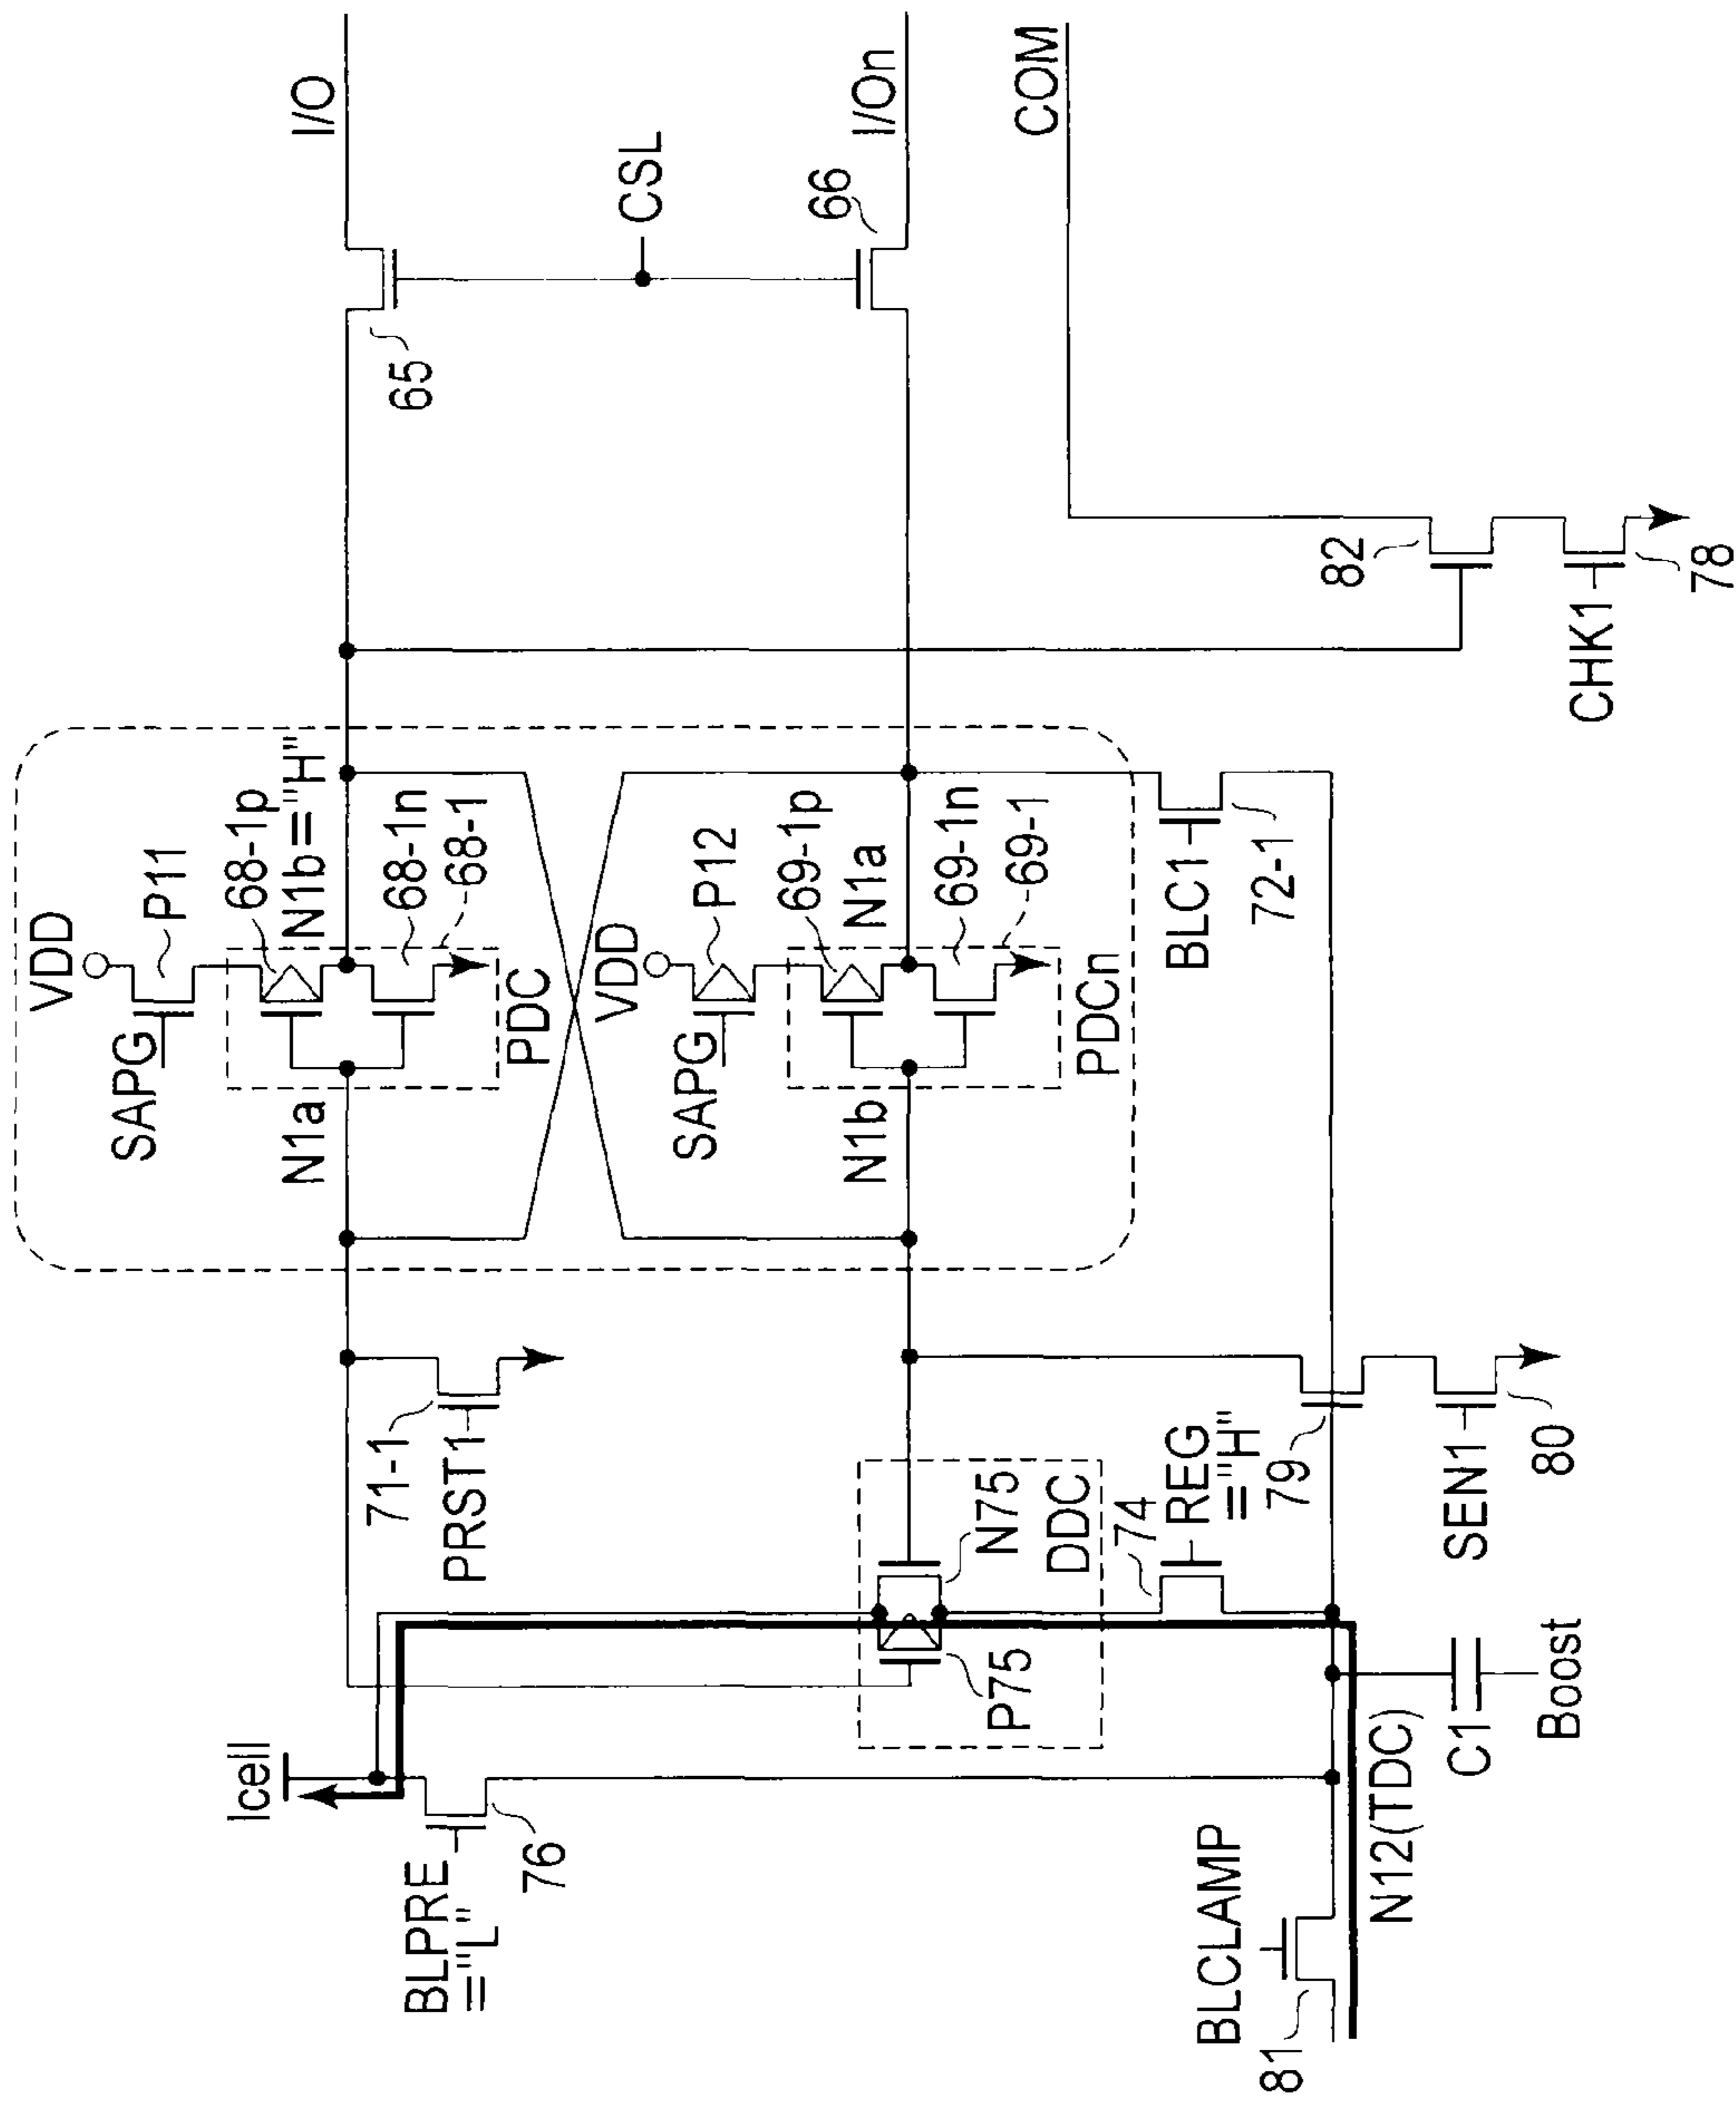 I/O
CSL
I/On
66
COM
65
82
CHK1
78
VDD
P11
68-1p
N1b="H"
68-1n
68-1
SAPG
PDC
N1a
VDD
P12
69-1p
N1a
69-1n
69-1
SAPG
PDCn
N1b
BLC1
72-1
71-1
PRST1
N75
DDC
74
REG
="H"
79
SEN1
80
P75
Icell
BLPRE
="L"
76
BLCLAMP
81
N12(TDC)
C1
Boost